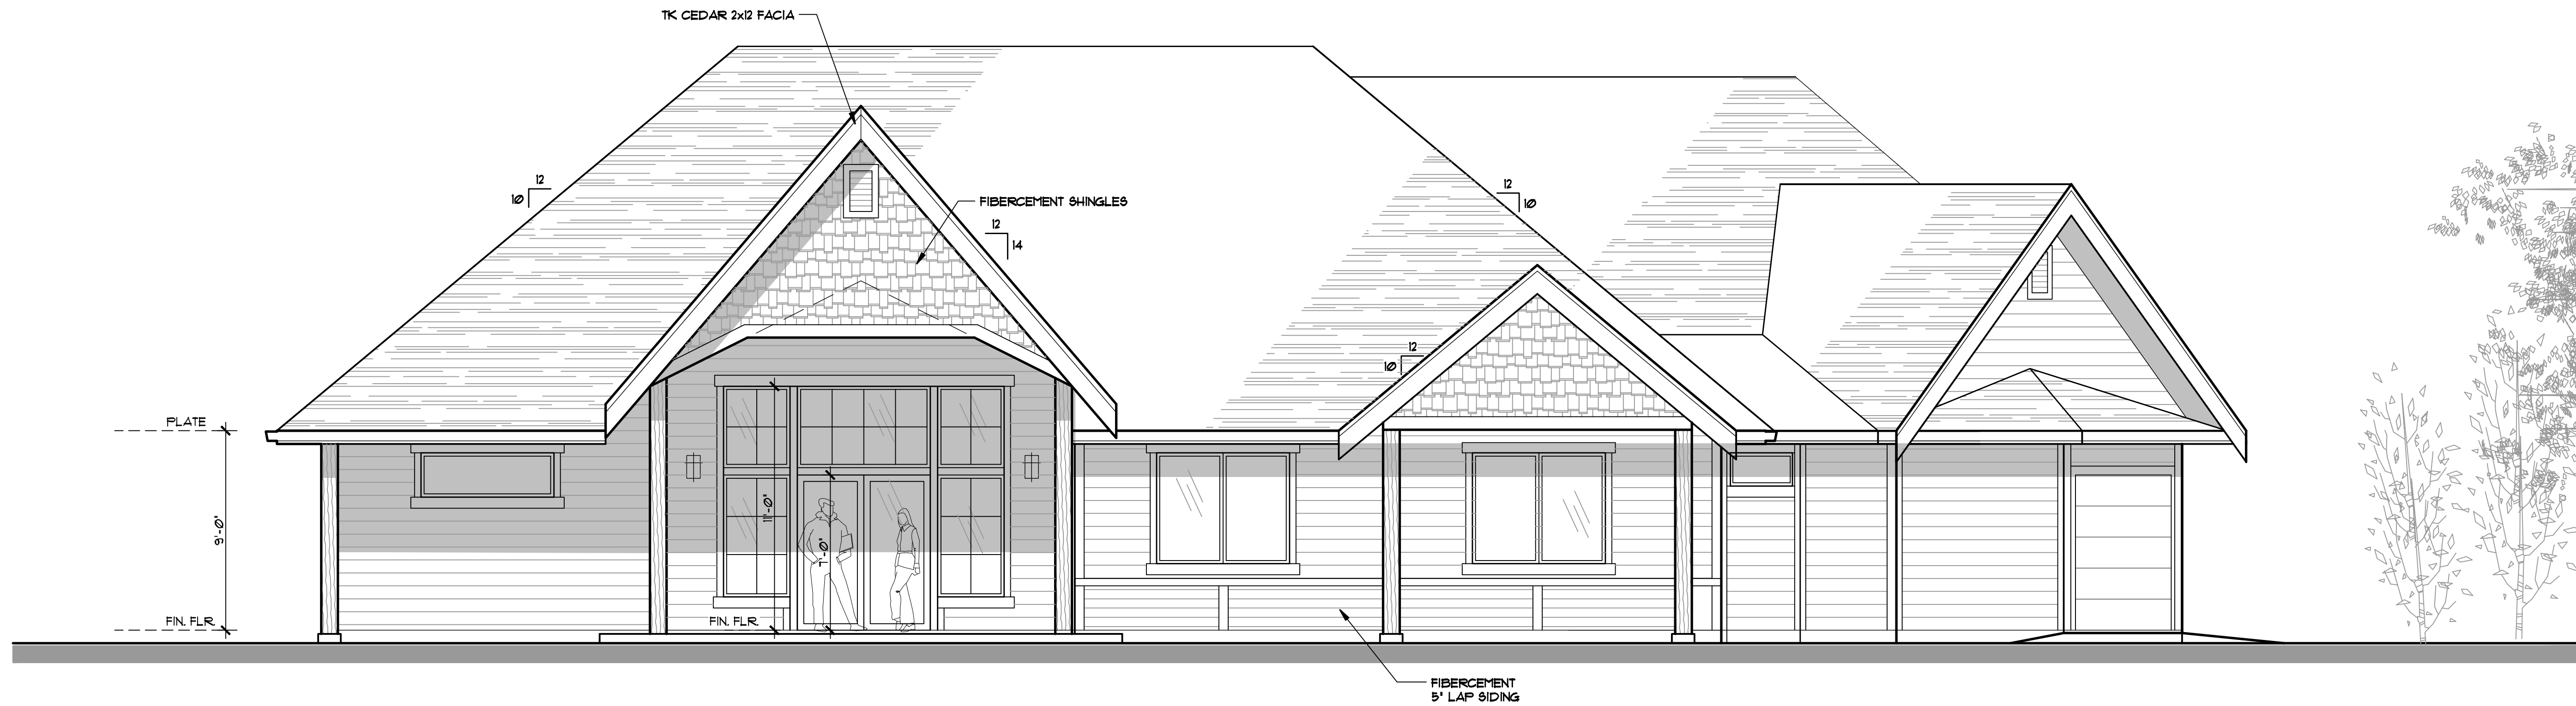 TK CEDAR 2x12 FACIA
12
10
FIBERCEMENT SHINGLES
12
14
12
10
12
10
PLATE
9'-0"
11'-0"
7'-0"
FIN. FLR.
FIN. FLR.
FIBERCEMENT
5" LAP SIDING